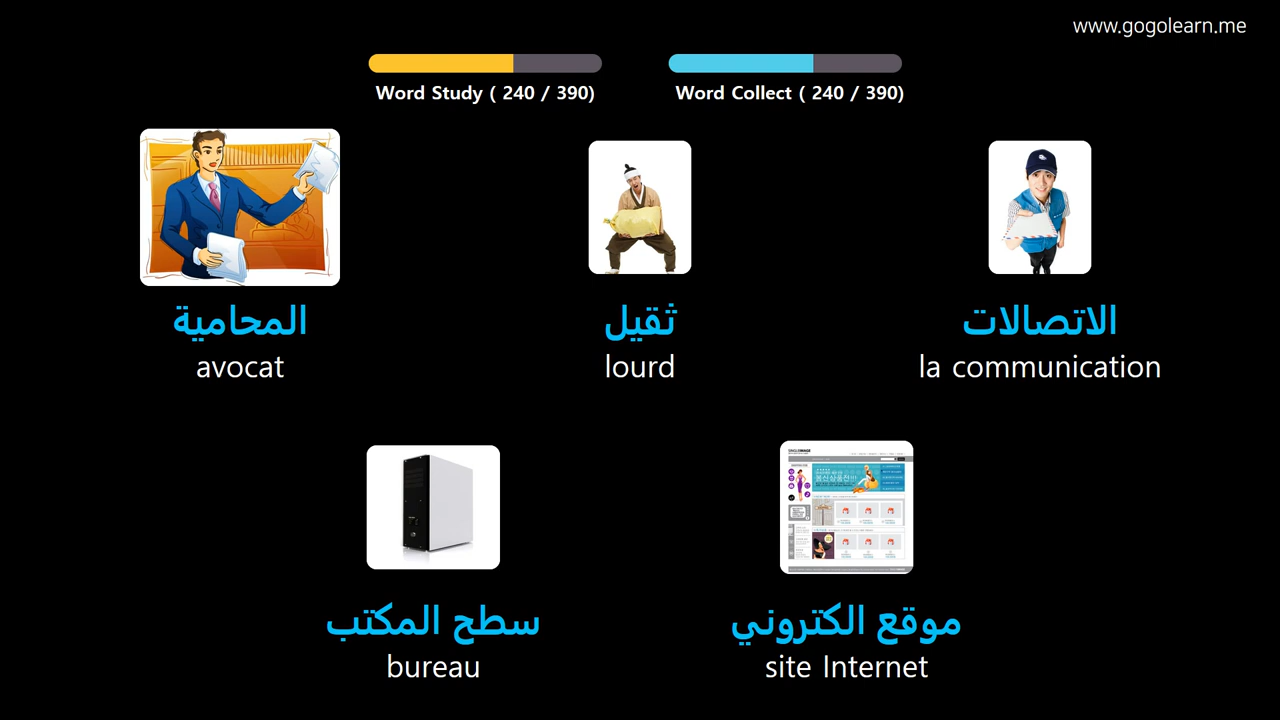 www.gogolearn.me
Word Study ( 240 / 390)
Word Collect ( 240 / 390)
المحامية
avocat
ثقيل
lourd
الاتصالات
la communication
سطح المكتب
bureau
موقع الكتروني
site Internet